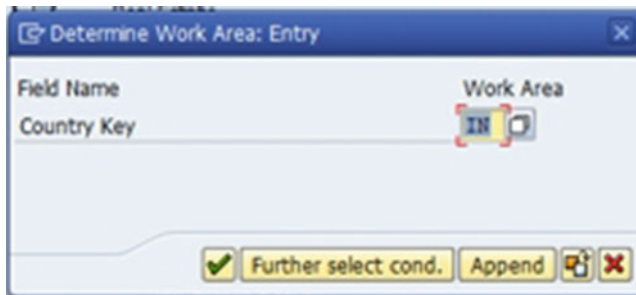 Determine Work Area: Entry
Field Name Work Area
Country Key IN
Further select cond. Append